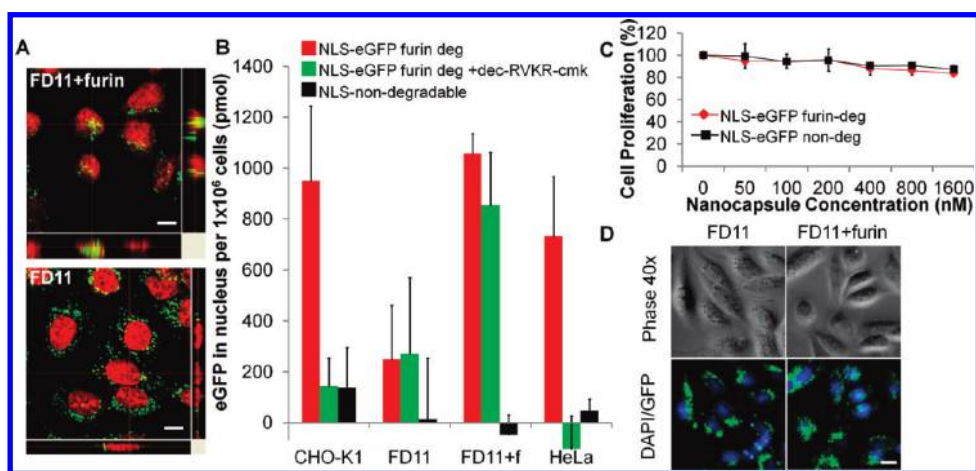 A
FD11+furin
FD11
B
NLS-eGFP furin deg
NLS-eGFP furin deg +dec-RVKR-cmk
NLS-non-degradable
eGFP in nucleus per 1x10⁶ cells (pmol)
1400
1200
1000
800
600
400
200
0
CHO-K1 FD11 FD11+f HeLa
C
Cell Proliferation (%)
120
100
80
60
40
20
0
NLS-eGFP furin-deg
NLS-eGFP non-deg
0 50 100 200 400 800 1600
Nanocapsule Concentration (nM)
D
FD11 FD11+furin
Phase 40x
DAPI/GFP